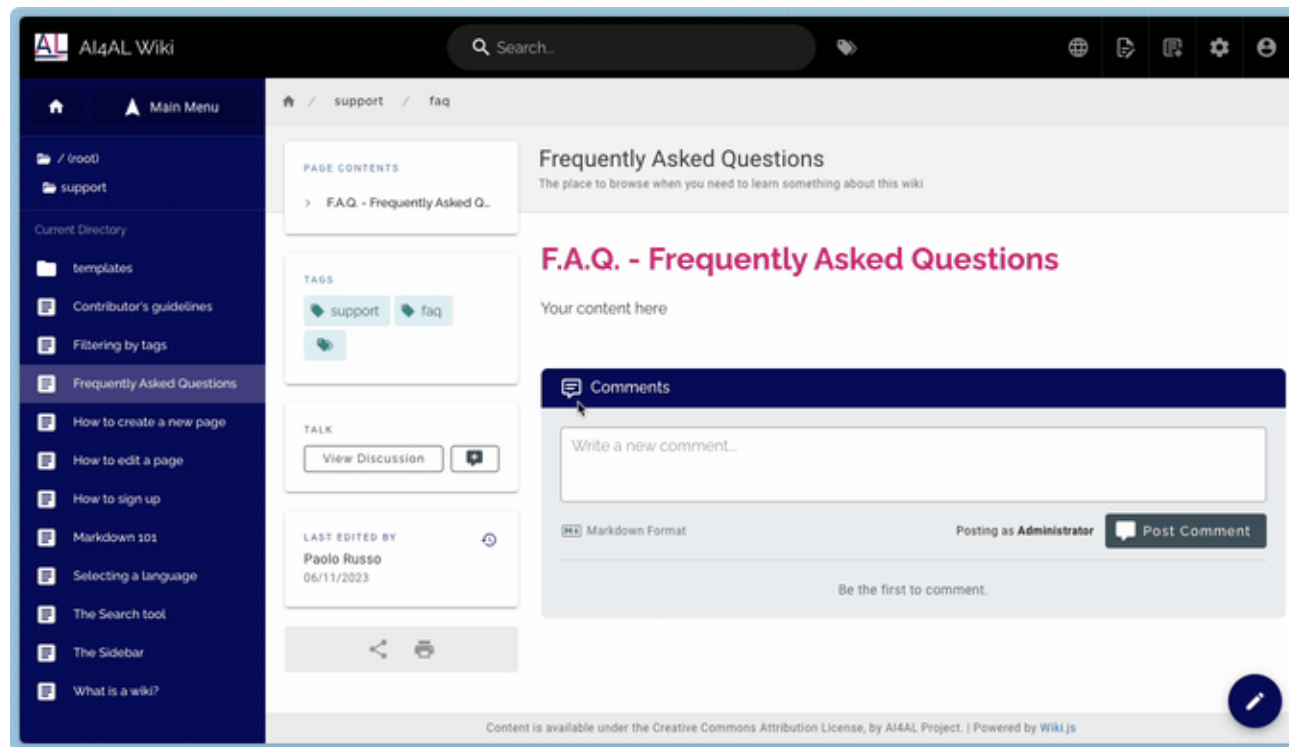 AL AI4AL Wiki
Search...
Main Menu
/ support / faq
/ (root)
support
Current Directory
templates
Contributor's guidelines
Filtering by tags
Frequently Asked Questions
How to create a new page
How to edit a page
How to sign up
Markdown 101
Selecting a language
The Search tool
The Sidebar
What is a wiki?
PAGE CONTENTS
F.A.Q. - Frequently Asked Q...
TAGS
support faq
TALK
View Discussion
LAST EDITED BY
Paolo Russo
06/11/2023
Frequently Asked Questions
The place to browse when you need to learn something about this wiki
F.A.Q. - Frequently Asked Questions
Your content here
Comments
Write a new comment...
Markdown Format
Posting as Administrator
Post Comment
Be the first to comment.
Content is available under the Creative Commons Attribution License, by AI4AL Project. | Powered by Wiki.js